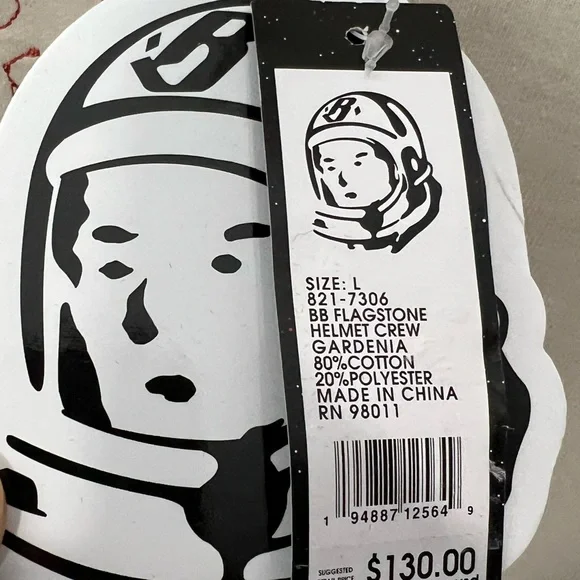 B
B
SIZE: L
821-7306
BB FLAGSTONE
HELMET CREW
GARDENIA
80%COTTON
20%POLYESTER
MADE IN CHINA
RN 98011
1 94887 12564 9
SUGGESTED
$130.00